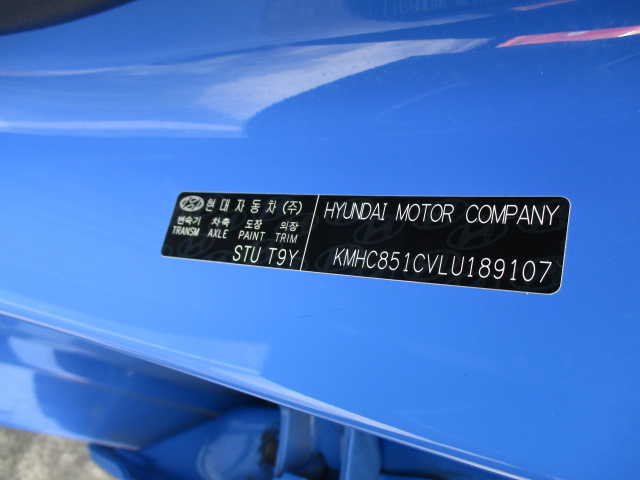 현대자동차 (주)
변속기 차축 도장 의장
TRANSM AXLE PAINT TRIM
STU T9Y
HYUNDAI MOTOR COMPANY
KMHC851CVLU189107